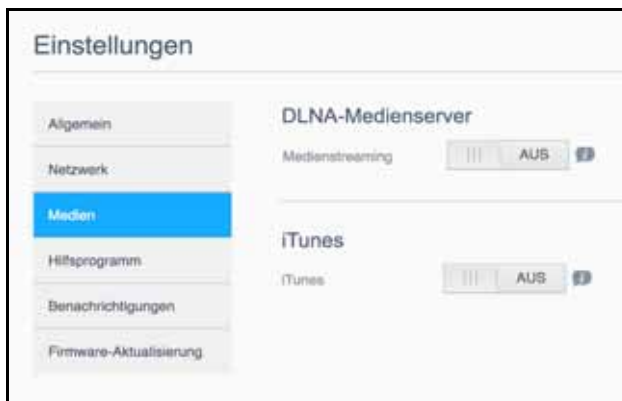 Einstellungen
Allgemein
Netzwerk
Medien
Hilfsprogramm
Benachrichtigungen
Firmware-Aktualisierung
DLNA-Medienserver
Medienstreaming AUS
iTunes
iTunes AUS